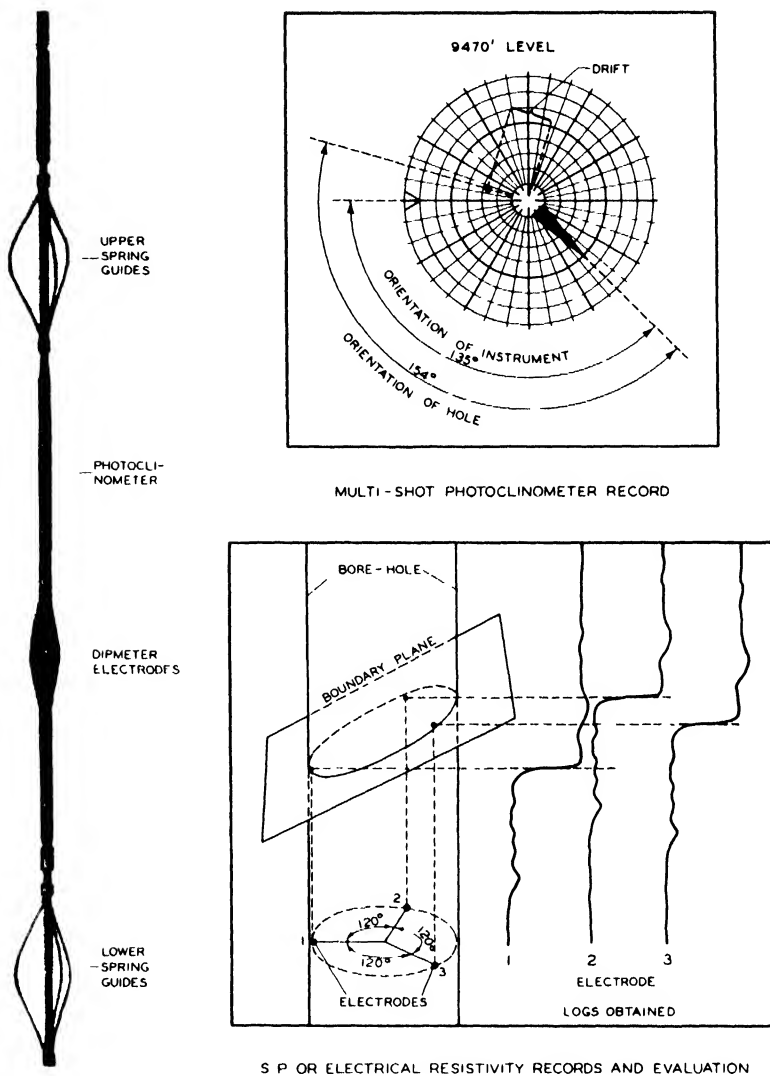 UPPER
SPRING
GUIDES
PHOTOCLI-
NOMETER
DIPMETER
ELECTRODES
LOWER
SPRING
GUIDES
9470' LEVEL
DRIFT
ORIENTATION OF INSTRUMENT
135°
154°
ORIENTATION OF HOLE
MULTI-SHOT PHOTOCLINOMETER RECORD
BORE-HOLE
BOUNDARY PLANE
2
120°
120°
1
120°
3
ELECTRODES
1 2 3
ELECTRODE
LOGS OBTAINED
S P OR ELECTRICAL RESISTIVITY RECORDS AND EVALUATION